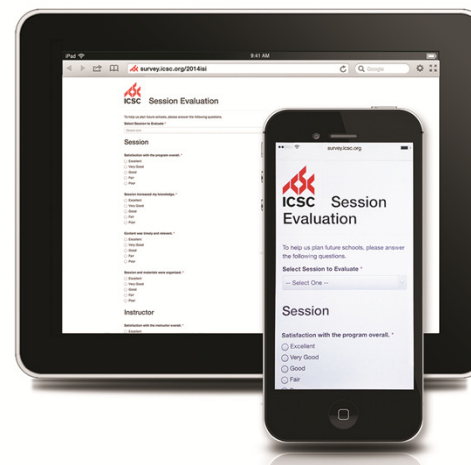 iPad
9:41 AM
survey.icsc.org/2014isi
Google
ICSC Session Evaluation
To help us plan future schools, please answer the following questions.
Select Session to Evaluate *
Select One
Session
Satisfaction with the program overall. *
Excellent
Very Good
Good
Fair
Poor
Session increased my knowledge. *
Excellent
Very Good
Good
Fair
Poor
Content was timely and relevant. *
Excellent
Very Good
Good
Fair
Poor
Session and materials were organized. *
Excellent
Very Good
Good
Fair
Poor
Instructor
Satisfaction with the instructor overall. *
Excellent
survey.icsc.org
ICSC Session
Evaluation
To help us plan future schools, please answer
the following questions.
Select Session to Evaluate *
-- Select One --
Session
Satisfaction with the program overall. *
Excellent
Very Good
Good
Fair